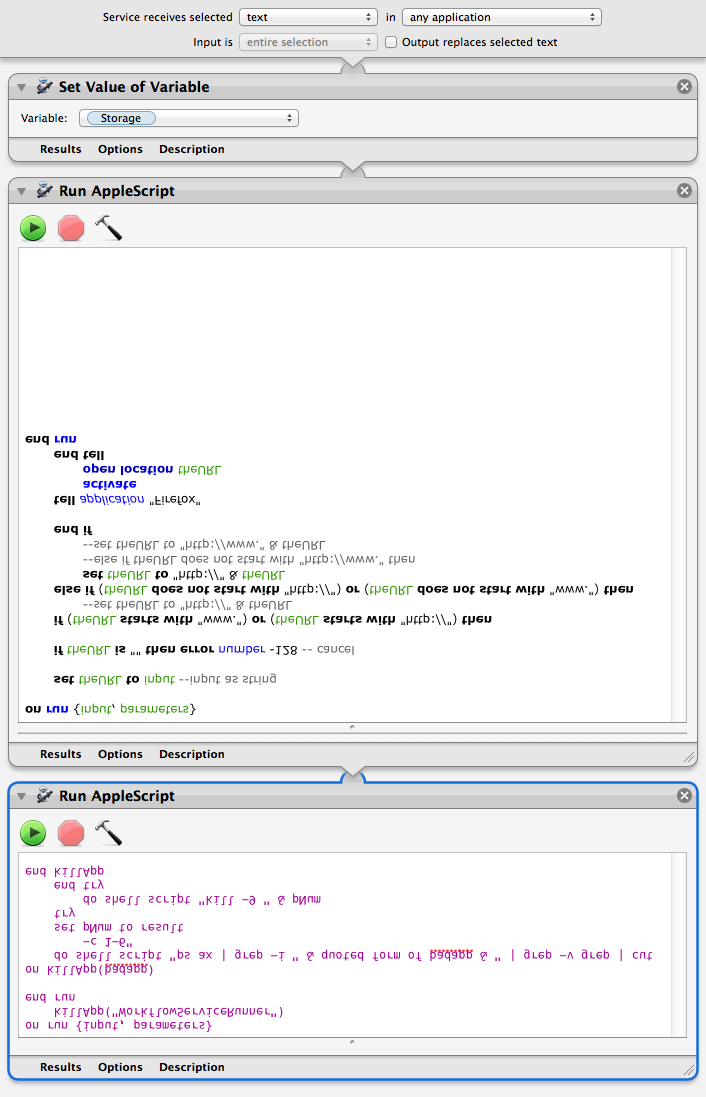 Service receives selected text in any application
Input is entire selection Output replaces selected text
Set Value of Variable
Variable: Storage
Results Options Description
Run AppleScript
on run {input, parameters}
set theURL to input --input as string
if theURL is "" then error number -128 -- cancel
if (theURL starts with "www.") or (theURL starts with "http://") then
--set theURL to "http://" & theURL
else if (theURL does not start with "http://") or (theURL does not start with "www.") then
set theURL to "http://" & theURL
--else if theURL does not start with "http://www." then
--set theURL to "http://www." & theURL
end if
tell application "Firefox"
activate
open location theURL
end tell
end run
Results Options Description
Run AppleScript
on run {input, parameters}
killApp("WorkflowServiceRunner")
end run
on killApp(badapp)
do shell script "ps ax | grep -i " & quoted form of badapp & " | grep -v grep | cut
-c 1-6"
set pNum to result
try
do shell script "kill -9 " & pNum
end try
end killApp
Results Options Description